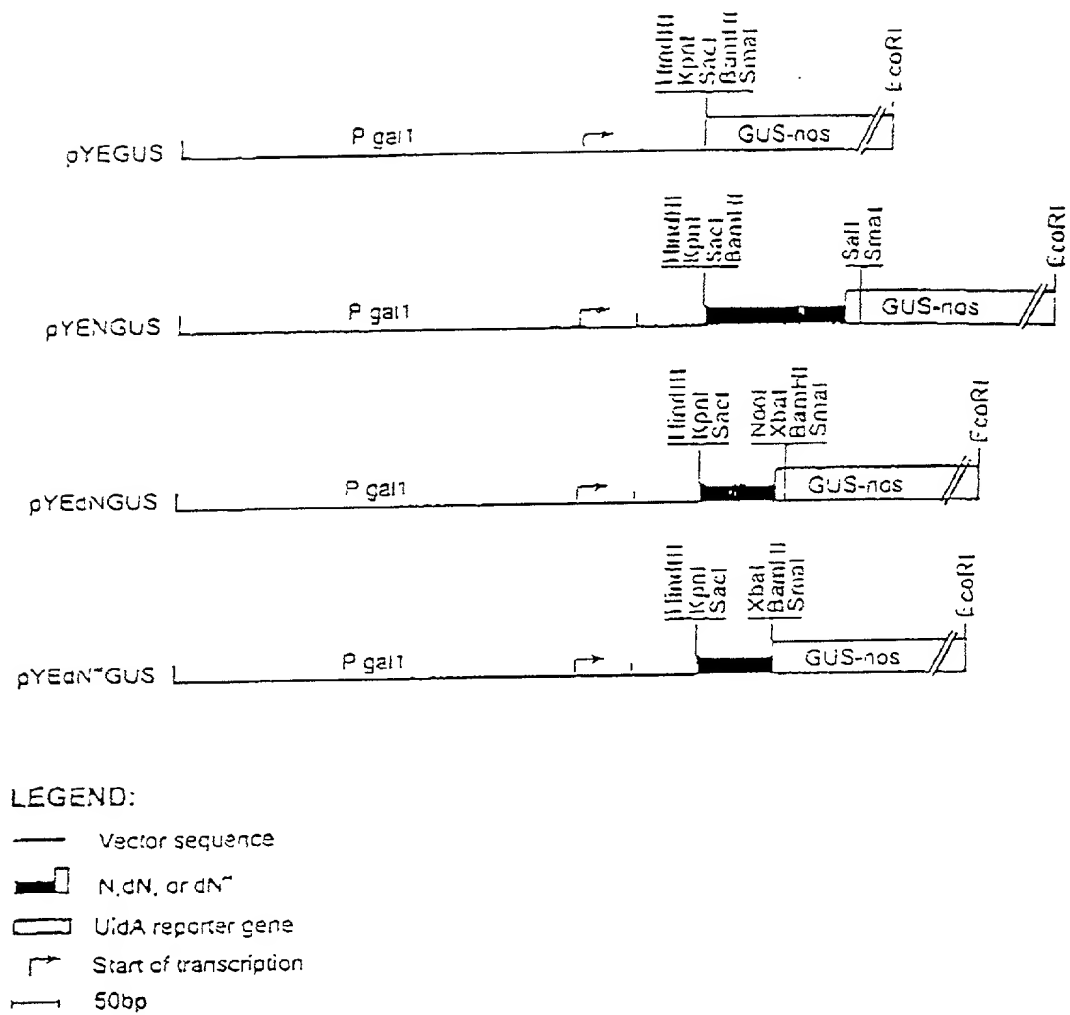 HindIII
KpnI
SacI
BamHI
SmaI
EcoRI
pYEGUS
P gal1
GUS-nos
HindIII
KpnI
SacI
BamHI
SalI
SmaI
EcoRI
pYENGUS
P gal1
GUS-nos
HindIII
KpnI
SacI
NcoI
XbaI
BamHI
SmaI
EcoRI
pYEdNGUS
P gal1
GUS-nos
HindIII
KpnI
SacI
XbaI
BamHI
SmaI
EcoRI
P gal1
GUS-nos
LEGEND:
Vector sequence
N,dN, or
UidA reporter gene
Start of transcription
50bp